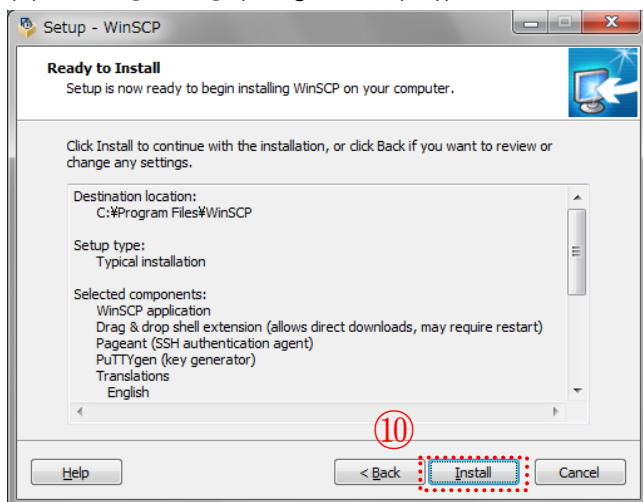 Setup - WinSCP
Ready to Install
Setup is now ready to begin installing WinSCP on your computer.
Click Install to continue with the installation, or click Back if you want to review or
change any settings.
Destination location:
C:¥Program Files¥WinSCP
Setup type:
Typical installation
Selected components:
WinSCP application
Drag & drop shell extension (allows direct downloads, may require restart)
Pageant (SSH authentication agent)
PuTTYgen (key generator)
Translations
English
⑩
Help
< Back
Install
Cancel